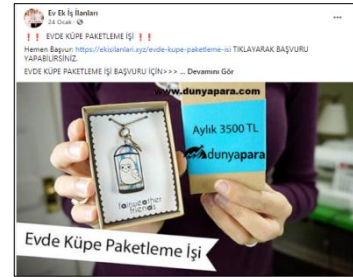 Ev Ek İş İlanları
24 Ocak
!! EVDE KÜPE PAKETLEME İŞİ !!
Hemen Başvur: https://ekisilanlari.xyz/evde-kupe-paketleme-isi TIKLAYARAK BAŞVURU
YAPABİLİRSİNİZ.
EVDE KÜPE PAKETLEME İŞİ BAŞVURU İÇİN>>> ... Devamını Gör
www.dunyapara.com
Aylık 3500 TL
dunyapara
fairweather
friends
Evde Küpe Paketleme İşi